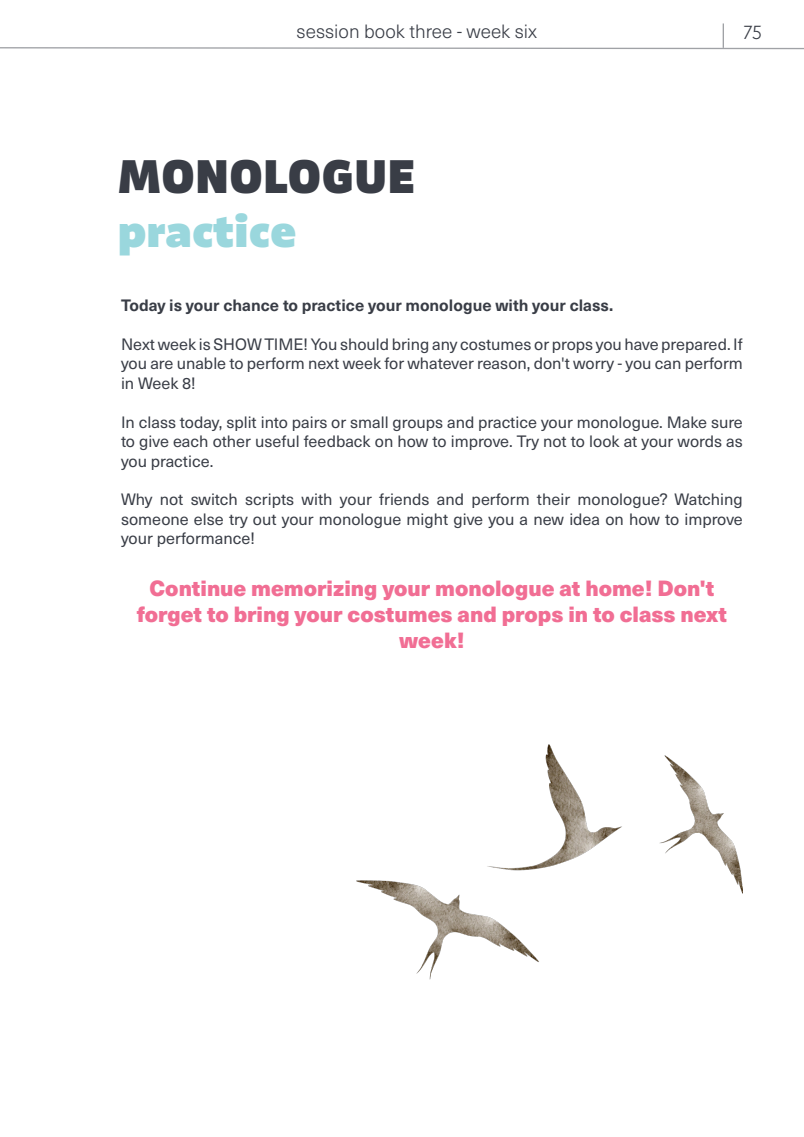 session book three - week six
75
MONOLOGUE
practice
Today is your chance to practice your monologue with your class.
Next week is SHOW TIME! You should bring any costumes or props you have prepared. If
you are unable to perform next week for whatever reason, don't worry - you can perform
in Week 8!
In class today, split into pairs or small groups and practice your monologue. Make sure
to give each other useful feedback on how to improve. Try not to look at your words as
you practice.
Why not switch scripts with your friends and perform their monologue? Watching
someone else try out your monologue might give you a new idea on how to improve
your performance!
Continue memorizing your monologue at home! Don't
forget to bring your costumes and props in to class next
week!